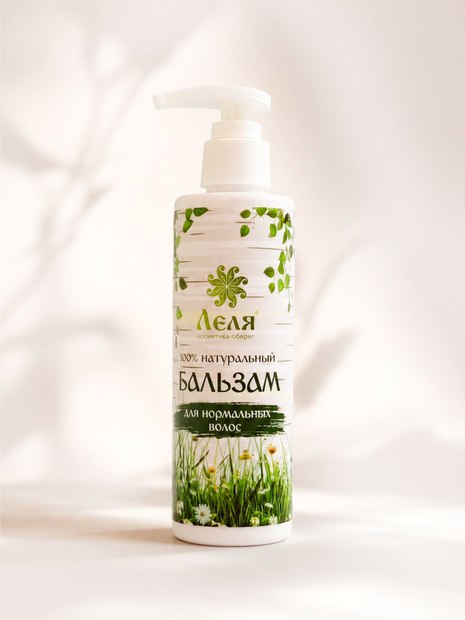 Леля®
косметика-оберег
100% натуральный
БАЛЬЗАМ
для нормальных
волос